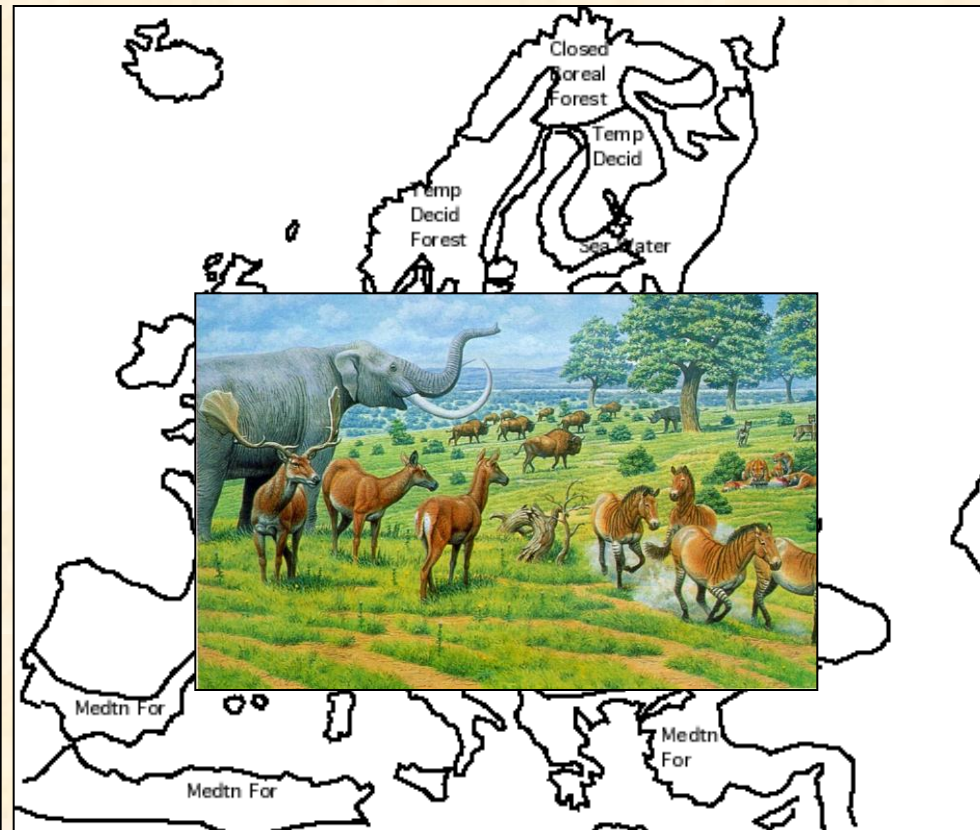 Closed
Boreal
Forest
Temp
Decid
Temp
Decid
Forest
Sea Water
Medtn For
Medtn
For
Medtn For